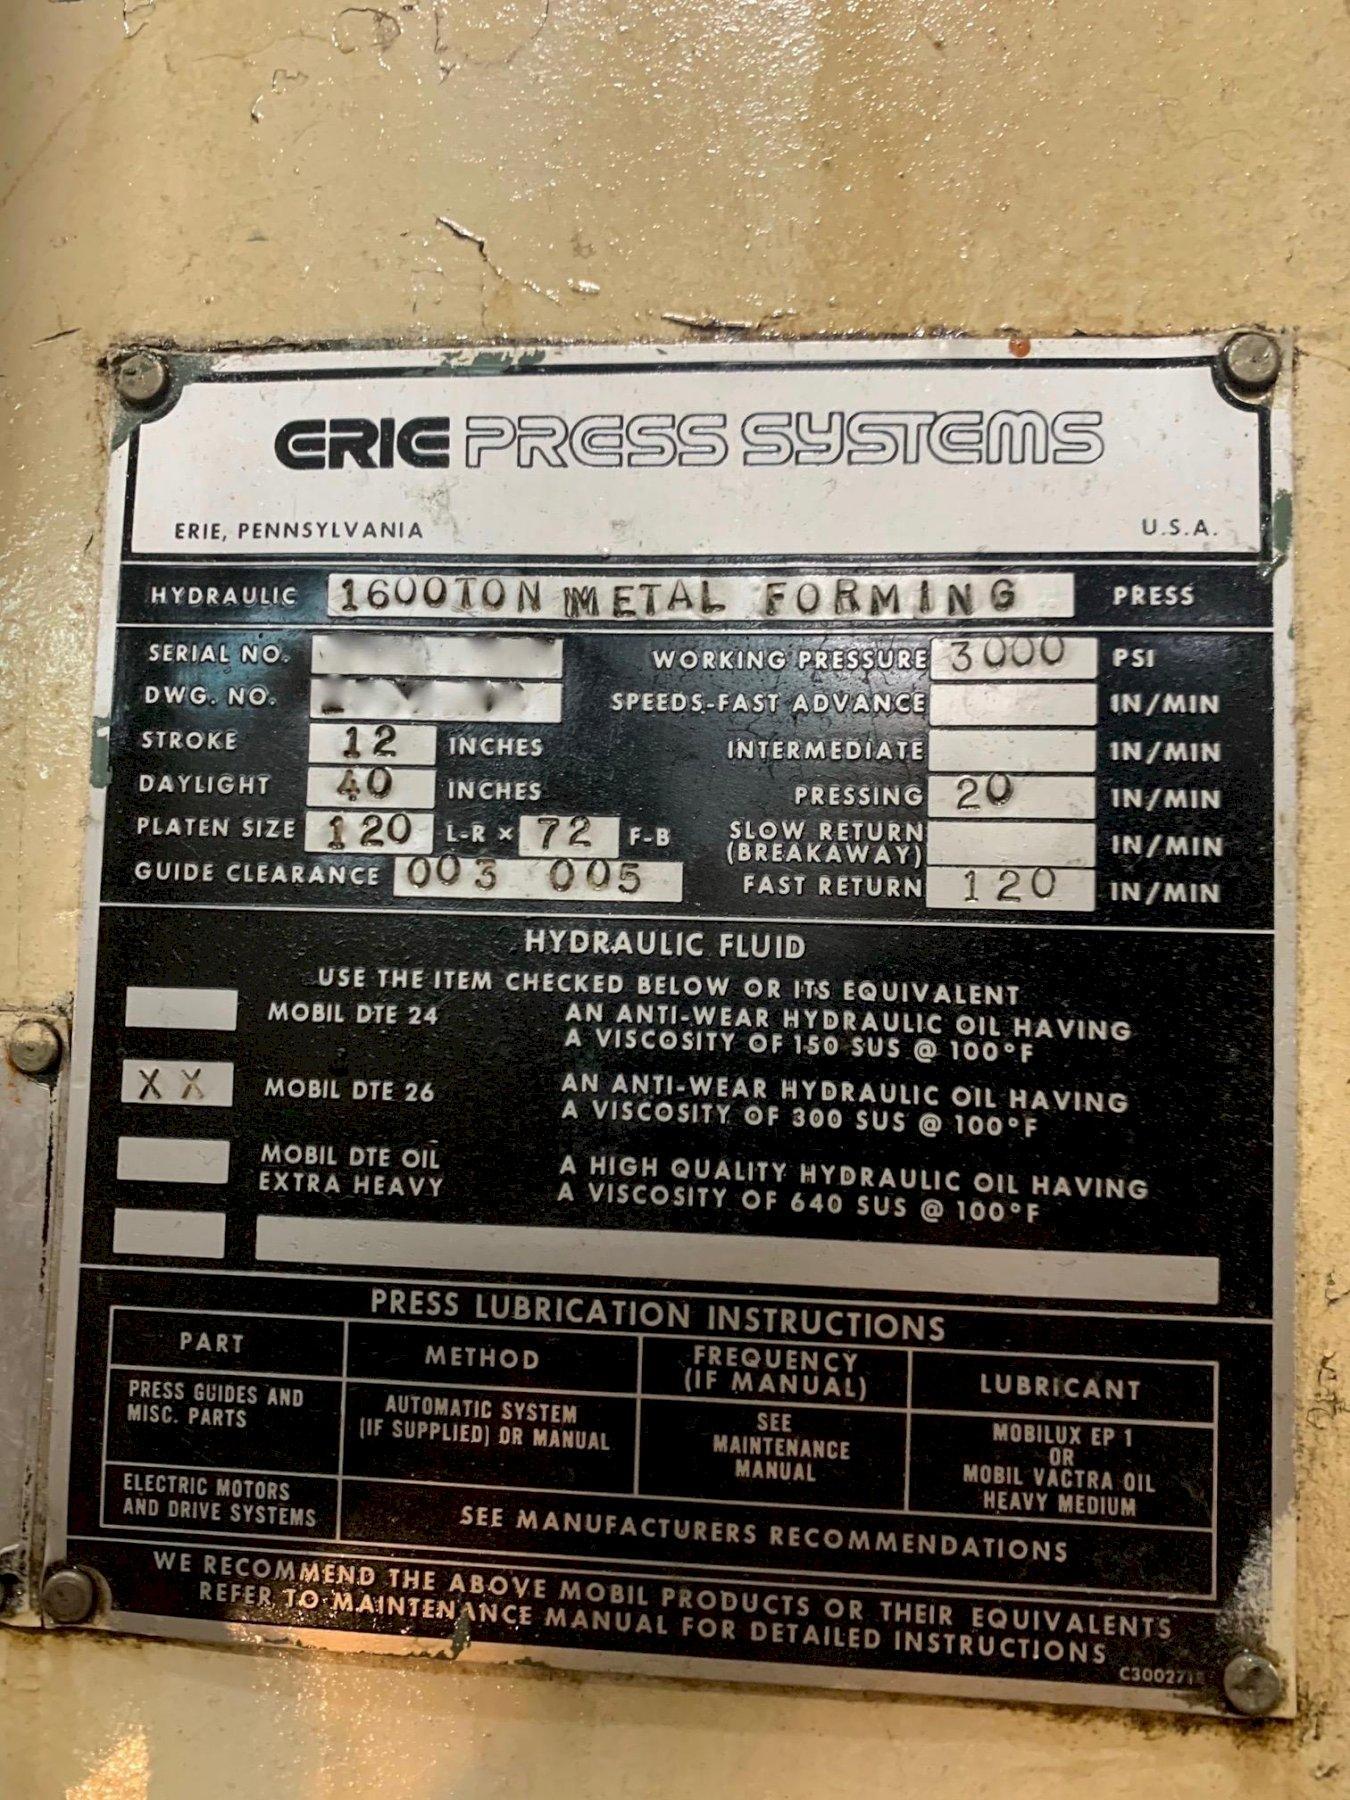 ERIE PRESS SYSTEMS
ERIE, PENNSYLVANIA U.S.A.
HYDRAULIC 1600TON METAL FORMING PRESS
SERIAL NO.
DWG. NO.
STROKE 12 INCHES
DAYLIGHT 40 INCHES
PLATEN SIZE 120 L-R × 72 F-B
GUIDE CLEARANCE 003 005
WORKING PRESSURE 3000 PSI
SPEEDS-FAST ADVANCE IN/MIN
INTERMEDIATE IN/MIN
PRESSING 20 IN/MIN
SLOW RETURN
(BREAKAWAY) IN/MIN
FAST RETURN 120 IN/MIN
HYDRAULIC FLUID
USE THE ITEM CHECKED BELOW OR ITS EQUIVALENT
MOBIL DTE 24 AN ANTI-WEAR HYDRAULIC OIL HAVING
A VISCOSITY OF 150 SUS @ 100°F
XX MOBIL DTE 26 AN ANTI-WEAR HYDRAULIC OIL HAVING
A VISCOSITY OF 300 SUS @ 100°F
MOBIL DTE OIL
EXTRA HEAVY
A HIGH QUALITY HYDRAULIC OIL HAVING
A VISCOSITY OF 640 SUS @ 100°F
PRESS LUBRICATION INSTRUCTIONS
PART
METHOD
FREQUENCY
(IF MANUAL)
LUBRICANT
PRESS GUIDES AND
MISC. PARTS
AUTOMATIC SYSTEM
(IF SUPPLIED) OR MANUAL
SEE
MAINTENANCE
MANUAL
MOBILUX EP 1
OR
MOBIL VACTRA OIL
HEAVY MEDIUM
ELECTRIC MOTORS
AND DRIVE SYSTEMS
SEE MANUFACTURERS RECOMMENDATIONS
WE RECOMMEND THE ABOVE MOBIL PRODUCTS OR THEIR EQUIVALENTS
REFER TO MAINTENANCE MANUAL FOR DETAILED INSTRUCTIONS